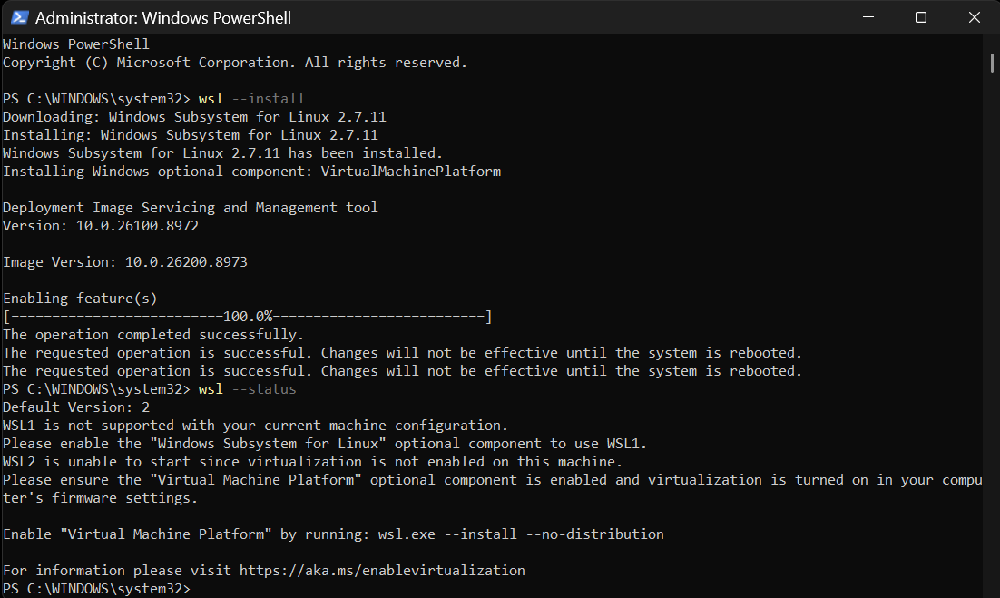 Administrator: Windows PowerShell
Windows PowerShell
Copyright (C) Microsoft Corporation. All rights reserved.
PS C:\WINDOWS\system32> wsl --install
Downloading: Windows Subsystem for Linux 2.7.11
Installing: Windows Subsystem for Linux 2.7.11
Windows Subsystem for Linux 2.7.11 has been installed.
Installing Windows optional component: VirtualMachinePlatform
Deployment Image Servicing and Management tool
Version: 10.0.26100.8972
Image Version: 10.0.26200.8973
Enabling feature(s)
[==========================100.0%==========================]
The operation completed successfully.
The requested operation is successful. Changes will not be effective until the system is rebooted.
The requested operation is successful. Changes will not be effective until the system is rebooted.
PS C:\WINDOWS\system32> wsl --status
Default Version: 2
WSL1 is not supported with your current machine configuration.
Please enable the "Windows Subsystem for Linux" optional component to use WSL1.
WSL2 is unable to start since virtualization is not enabled on this machine.
Please ensure the "Virtual Machine Platform" optional component is enabled and virtualization is turned on in your compu
ter's firmware settings.
Enable "Virtual Machine Platform" by running: wsl.exe --install --no-distribution
For information please visit https://aka.ms/enablevirtualization
PS C:\WINDOWS\system32>